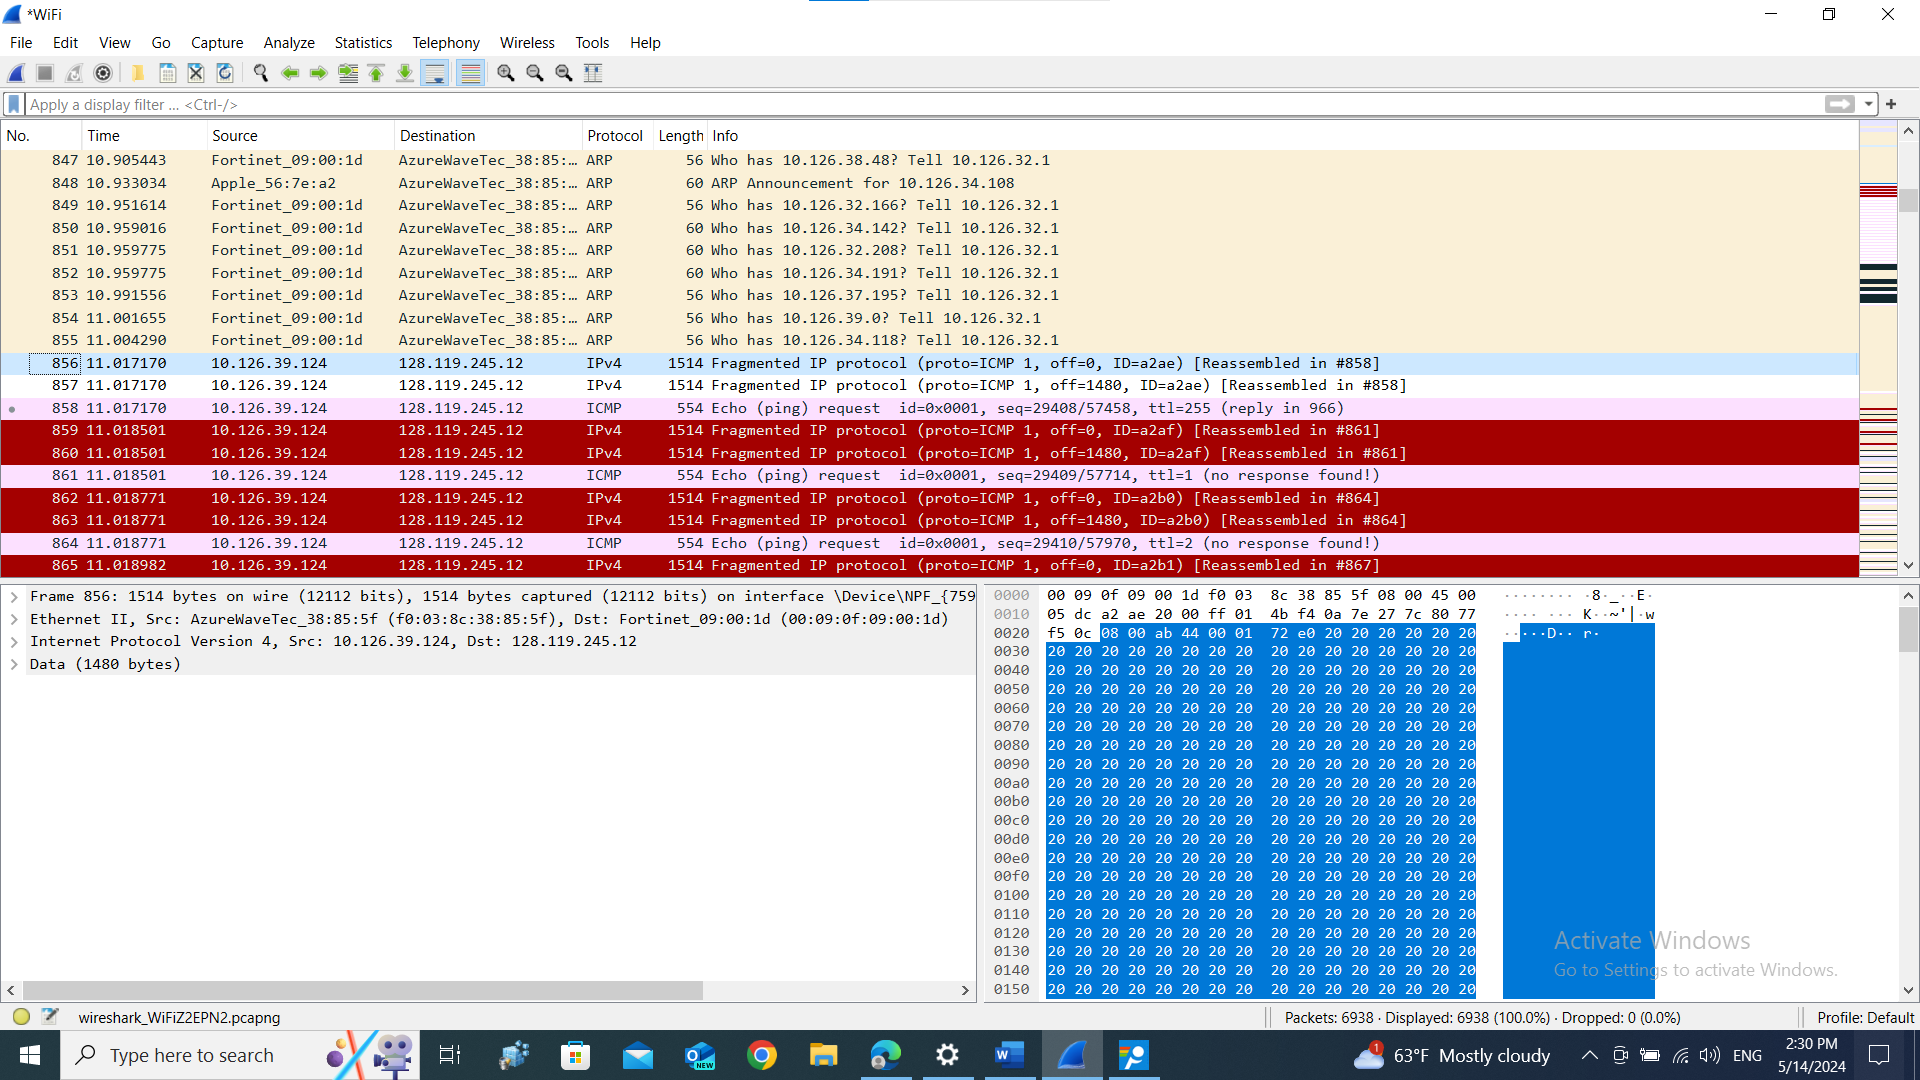 *WiFi
File Edit View Go Capture Analyze Statistics Telephony Wireless Tools Help
Apply a display filter ... <Ctrl-/>
No. Time Source Destination Protocol Length Info
847 10.905443 Fortinet_09:00:1d AzureWaveTec_38:85:… ARP 56 Who has 10.126.38.48? Tell 10.126.32.1
848 10.933034 Apple_56:7e:a2 AzureWaveTec_38:85:… ARP 60 ARP Announcement for 10.126.34.108
849 10.951614 Fortinet_09:00:1d AzureWaveTec_38:85:… ARP 56 Who has 10.126.32.166? Tell 10.126.32.1
850 10.959016 Fortinet_09:00:1d AzureWaveTec_38:85:… ARP 60 Who has 10.126.34.142? Tell 10.126.32.1
851 10.959775 Fortinet_09:00:1d AzureWaveTec_38:85:… ARP 60 Who has 10.126.32.208? Tell 10.126.32.1
852 10.959775 Fortinet_09:00:1d AzureWaveTec_38:85:… ARP 60 Who has 10.126.34.191? Tell 10.126.32.1
853 10.991556 Fortinet_09:00:1d AzureWaveTec_38:85:… ARP 56 Who has 10.126.37.195? Tell 10.126.32.1
854 11.001655 Fortinet_09:00:1d AzureWaveTec_38:85:… ARP 56 Who has 10.126.39.0? Tell 10.126.32.1
855 11.004290 Fortinet_09:00:1d AzureWaveTec_38:85:… ARP 56 Who has 10.126.34.118? Tell 10.126.32.1
856 11.017170 10.126.39.124 128.119.245.12 IPv4 1514 Fragmented IP protocol (proto=ICMP 1, off=0, ID=a2ae) [Reassembled in #858]
857 11.017170 10.126.39.124 128.119.245.12 IPv4 1514 Fragmented IP protocol (proto=ICMP 1, off=1480, ID=a2ae) [Reassembled in #858]
858 11.017170 10.126.39.124 128.119.245.12 ICMP 554 Echo (ping) request id=0x0001, seq=29408/57458, ttl=255 (reply in 966)
859 11.018501 10.126.39.124 128.119.245.12 IPv4 1514 Fragmented IP protocol (proto=ICMP 1, off=0, ID=a2af) [Reassembled in #861]
860 11.018501 10.126.39.124 128.119.245.12 IPv4 1514 Fragmented IP protocol (proto=ICMP 1, off=1480, ID=a2af) [Reassembled in #861]
861 11.018501 10.126.39.124 128.119.245.12 ICMP 554 Echo (ping) request id=0x0001, seq=29409/57714, ttl=1 (no response found!)
862 11.018771 10.126.39.124 128.119.245.12 IPv4 1514 Fragmented IP protocol (proto=ICMP 1, off=0, ID=a2b0) [Reassembled in #864]
863 11.018771 10.126.39.124 128.119.245.12 IPv4 1514 Fragmented IP protocol (proto=ICMP 1, off=1480, ID=a2b0) [Reassembled in #864]
864 11.018771 10.126.39.124 128.119.245.12 ICMP 554 Echo (ping) request id=0x0001, seq=29410/57970, ttl=2 (no response found!)
865 11.018982 10.126.39.124 128.119.245.12 IPv4 1514 Fragmented IP protocol (proto=ICMP 1, off=0, ID=a2b1) [Reassembled in #867]
Frame 856: 1514 bytes on wire (12112 bits), 1514 bytes captured (12112 bits) on interface \Device\NPF_{759
Ethernet II, Src: AzureWaveTec_38:85:5f (f0:03:8c:38:85:5f), Dst: Fortinet_09:00:1d (00:09:0f:09:00:1d)
Internet Protocol Version 4, Src: 10.126.39.124, Dst: 128.119.245.12
Data (1480 bytes)
0000 00 09 0f 09 00 1d f0 03 8c 38 85 5f 08 00 45 00 ········ ·8·_··E·
0010 05 dc a2 ae 20 00 ff 01 4b f4 0a 7e 27 7c 80 77 ···· ··· K··~'|·w
0020 f5 0c 08 00 ab 44 00 01 72 e0 20 20 20 20 20 20 ·····D·· r·
0030 20 20 20 20 20 20 20 20 20 20 20 20 20 20 20 20
0040 20 20 20 20 20 20 20 20 20 20 20 20 20 20 20 20
0050 20 20 20 20 20 20 20 20 20 20 20 20 20 20 20 20
0060 20 20 20 20 20 20 20 20 20 20 20 20 20 20 20 20
0070 20 20 20 20 20 20 20 20 20 20 20 20 20 20 20 20
0080 20 20 20 20 20 20 20 20 20 20 20 20 20 20 20 20
0090 20 20 20 20 20 20 20 20 20 20 20 20 20 20 20 20
00a0 20 20 20 20 20 20 20 20 20 20 20 20 20 20 20 20
00b0 20 20 20 20 20 20 20 20 20 20 20 20 20 20 20 20
00c0 20 20 20 20 20 20 20 20 20 20 20 20 20 20 20 20
00d0 20 20 20 20 20 20 20 20 20 20 20 20 20 20 20 20
00e0 20 20 20 20 20 20 20 20 20 20 20 20 20 20 20 20
00f0 20 20 20 20 20 20 20 20 20 20 20 20 20 20 20 20
0100 20 20 20 20 20 20 20 20 20 20 20 20 20 20 20 20
0110 20 20 20 20 20 20 20 20 20 20 20 20 20 20 20 20
0120 20 20 20 20 20 20 20 20 20 20 20 20 20 20 20 20
0130 20 20 20 20 20 20 20 20 20 20 20 20 20 20 20 20
0140 20 20 20 20 20 20 20 20 20 20 20 20 20 20 20 20
0150 20 20 20 20 20 20 20 20 20 20 20 20 20 20 20 20
Activate Windows
Go to Settings to activate Windows.
wireshark_WiFiZ2EPN2.pcapng
Packets: 6938 · Displayed: 6938 (100.0%) · Dropped: 0 (0.0%)
Profile: Default
Type here to search
NEW
1
63°F Mostly cloudy
ENG
2:30 PM
5/14/2024